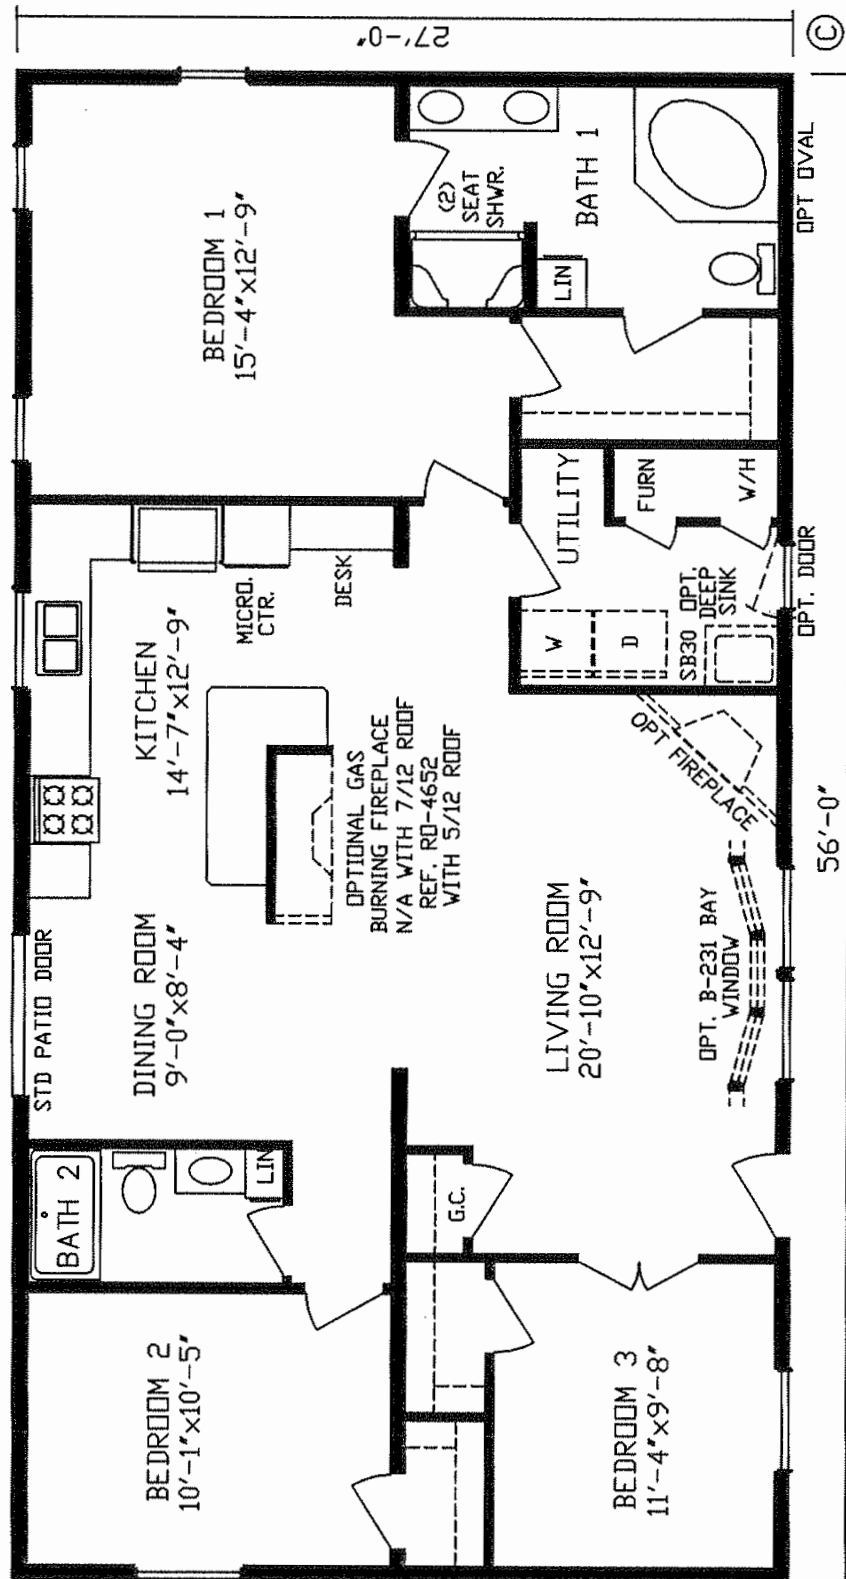 STD PATIO DOOR
BATH 2
LIN
DINING ROOM
9'-0"x8'-4"
KITCHEN
14'-7"x12'-9"
MICRO.
CTR.
DESK
BEDROOM 1
15'-4"x12'-9"
27'-0"
BEDROOM 2
10'-1"x10'-5"
OPTIONAL GAS
BURNING FIREPLACE
N/A WITH 7/12 ROOF
REF. RO-4652
WITH 5/12 ROOF
(2)
SEAT
SHWR.
BATH 1
LIN
G.C.
LIVING ROOM
20'-10"x12'-9"
UTILITY
W
D
FURN
W/H
SB30 OPT.
DEEP
SINK
BEDROOM 3
11'-4"x9'-8"
OPT. B-231 BAY
WINDOW
OPT FIREPLACE
OPT. DOOR
OPT OVAL
56'-0"
©